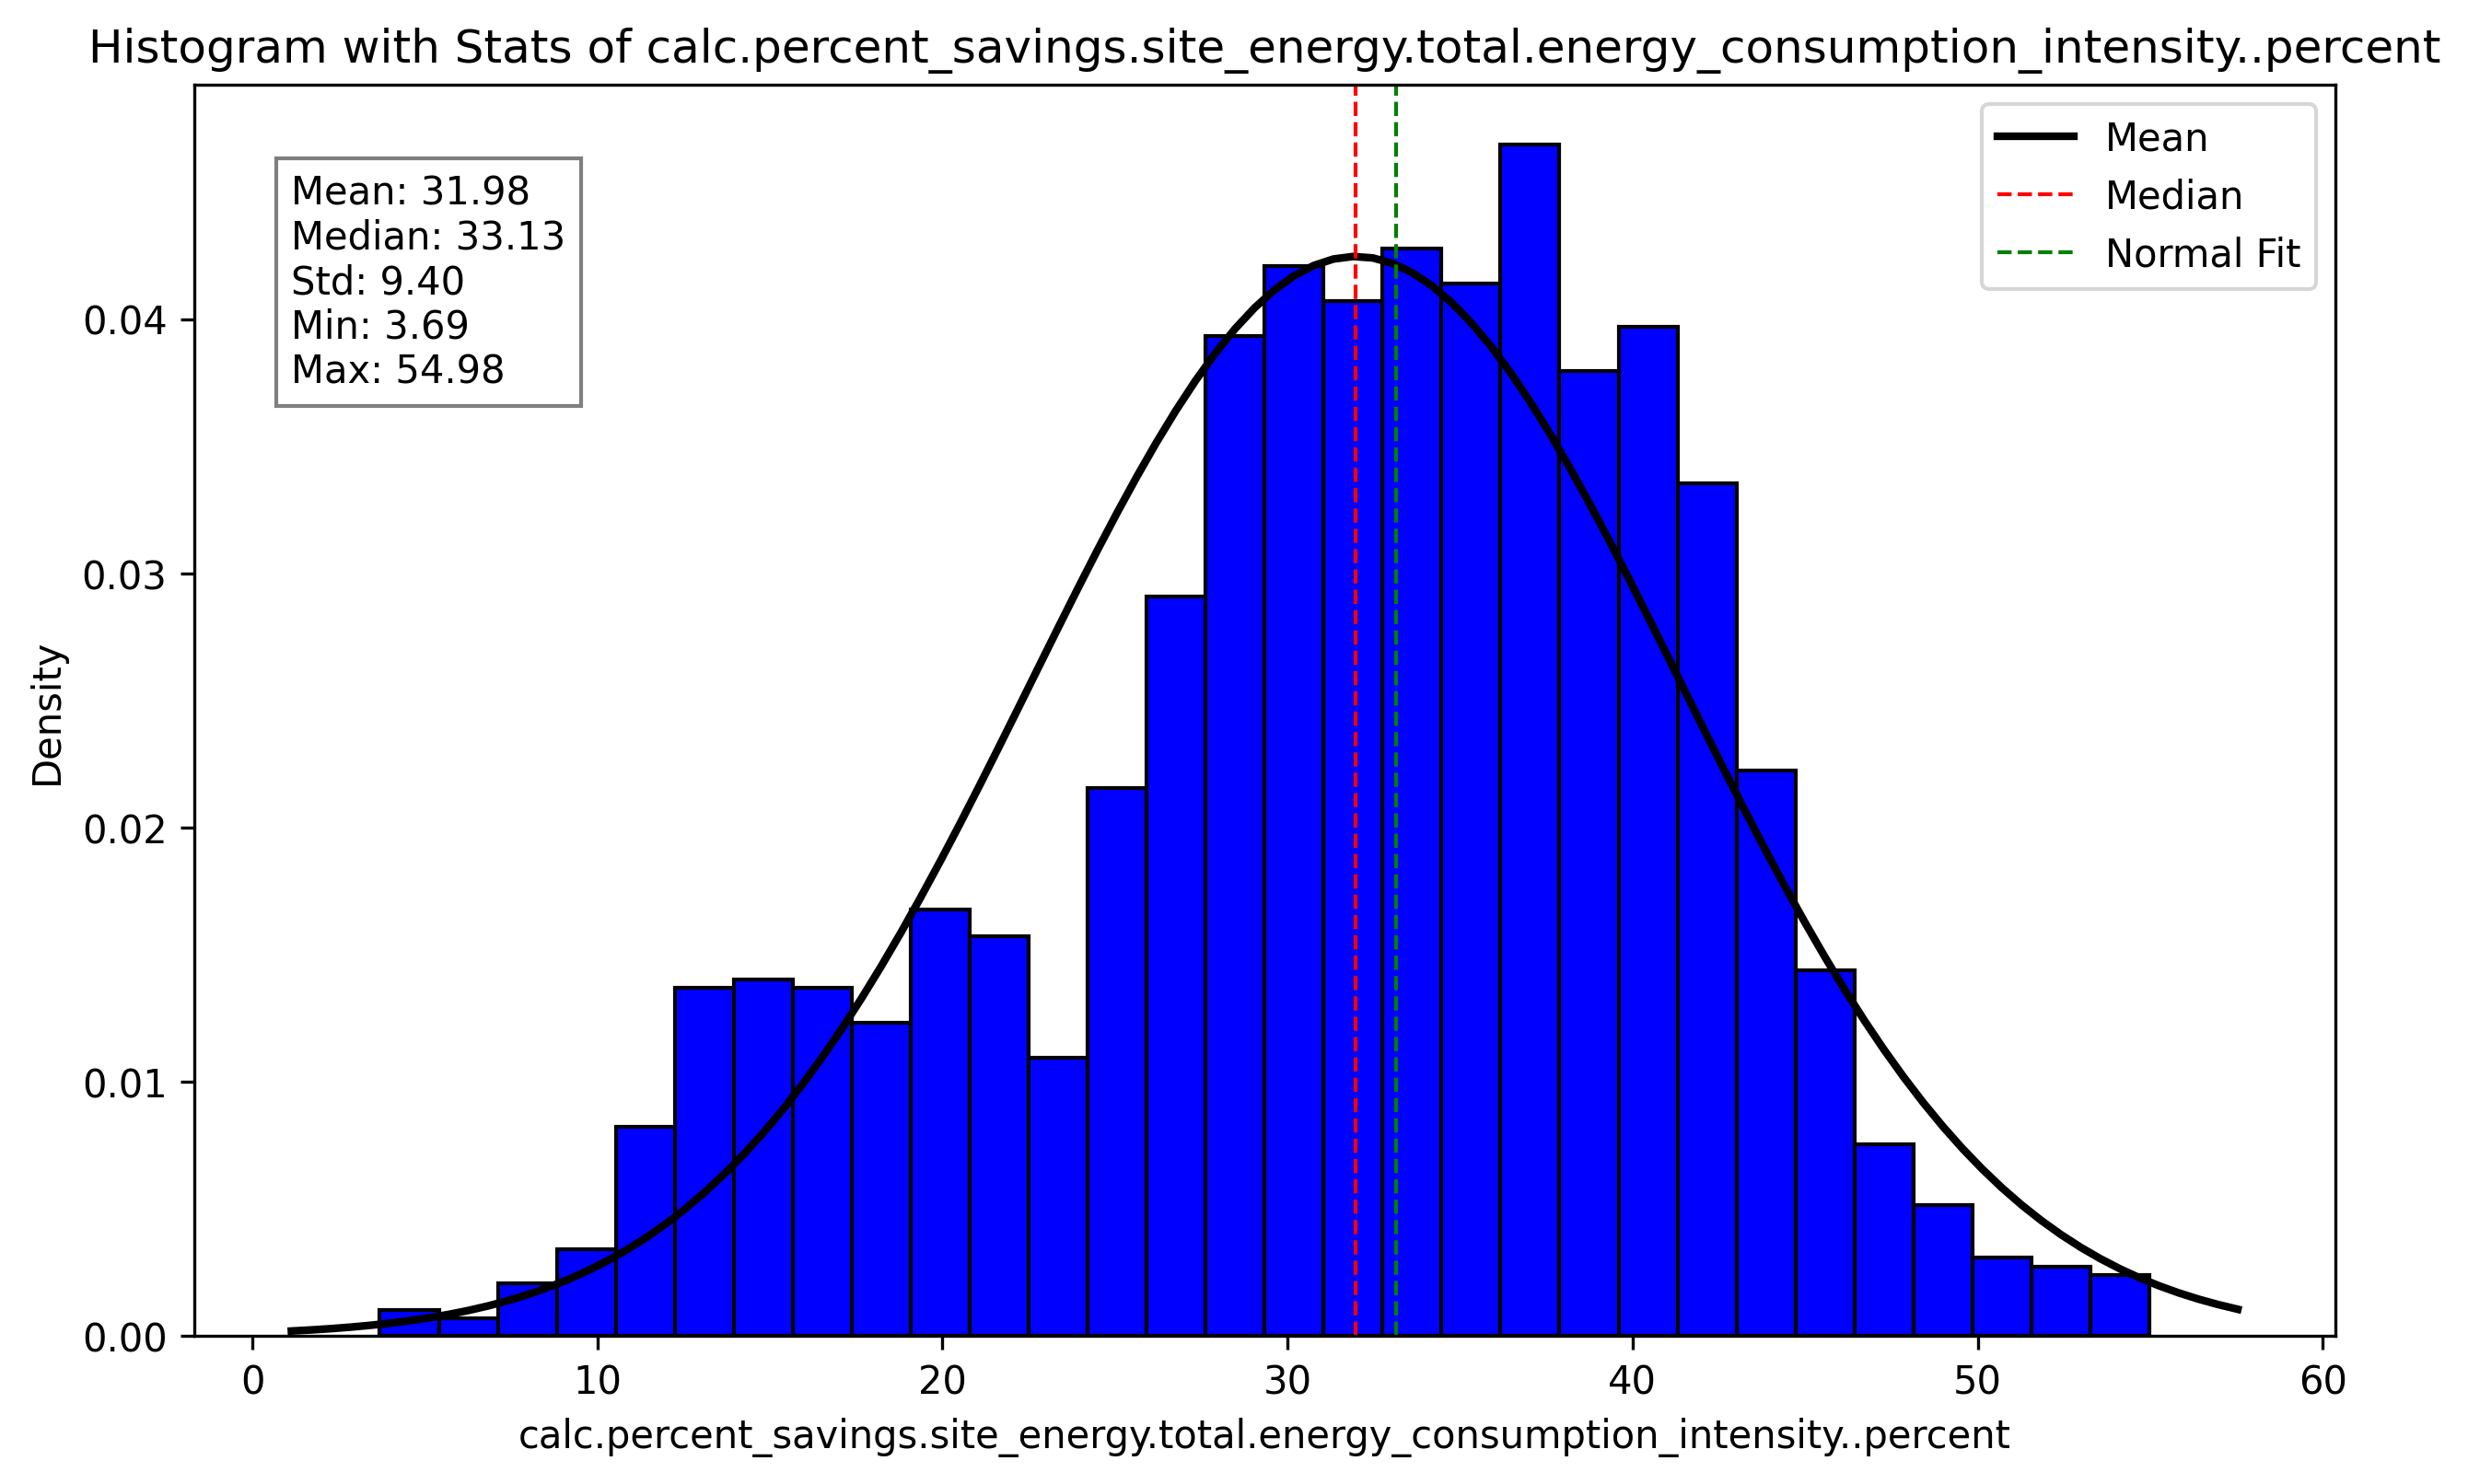 Histogram with Stats of calc.percent_savings.site_energy.total.energy_consumption_intensity..percent
Mean: 31.98
Median: 33.13
Std: 9.40
Min: 3.69
Max: 54.98
Mean
Median
Normal Fit
Density
0.04
0.03
0.02
0.01
0.00
0 10 20 30 40 50 60
calc.percent_savings.site_energy.total.energy_consumption_intensity..percent